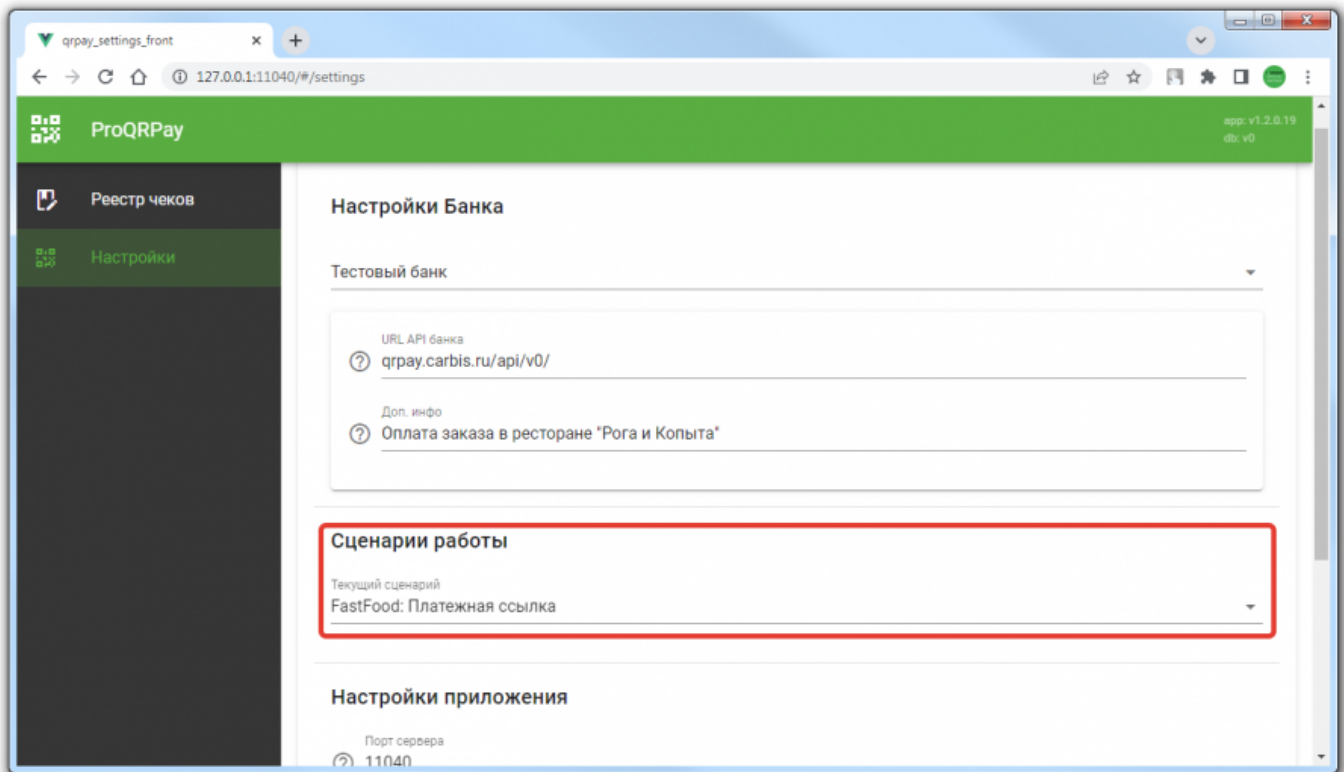 qrpay_settings_front
127.0.0.1:11040/#/settings
ProQRPay
app: v1.2.0.19
db: v0
Реестр чеков
Настройки
Настройки Банка
Тестовый банк
URL API банка
qrpay.carbis.ru/api/v0/
Доп. инфо
Оплата заказа в ресторане "Рога и Копыта"
Сценарии работы
Текущий сценарий
FastFood: Платежная ссылка
Настройки приложения
Порт сервера
11040